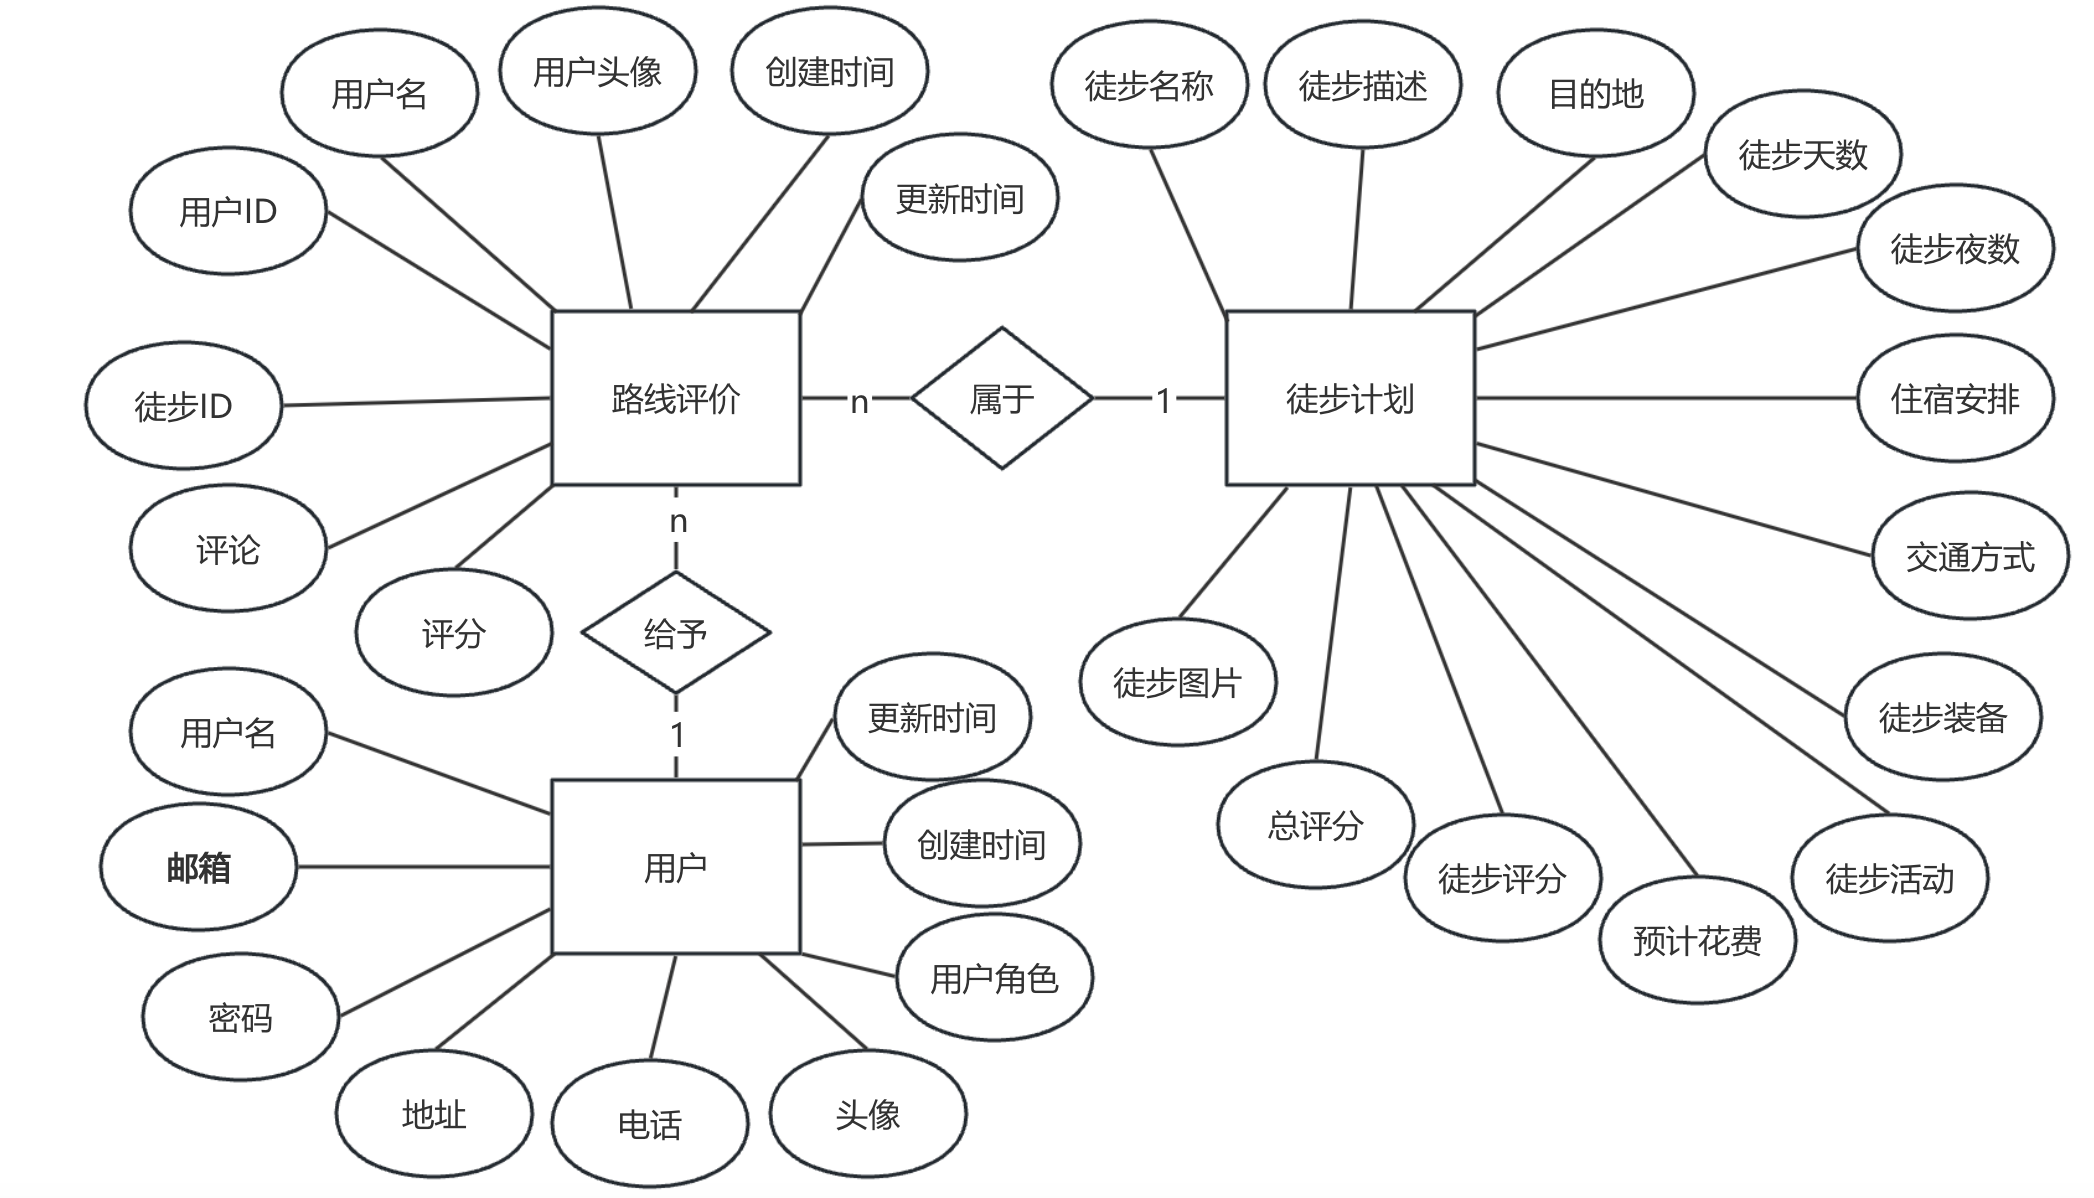 用户名
用户头像
创建时间
更新时间
用户ID
徒步ID
评论
评分
路线评价
n
属于
1
徒步计划
徒步名称
徒步描述
目的地
徒步天数
徒步夜数
住宿安排
交通方式
徒步装备
徒步活动
预计花费
徒步评分
总评分
徒步图片
n
给予
1
用户
用户名
邮箱
密码
地址
电话
头像
用户角色
创建时间
更新时间